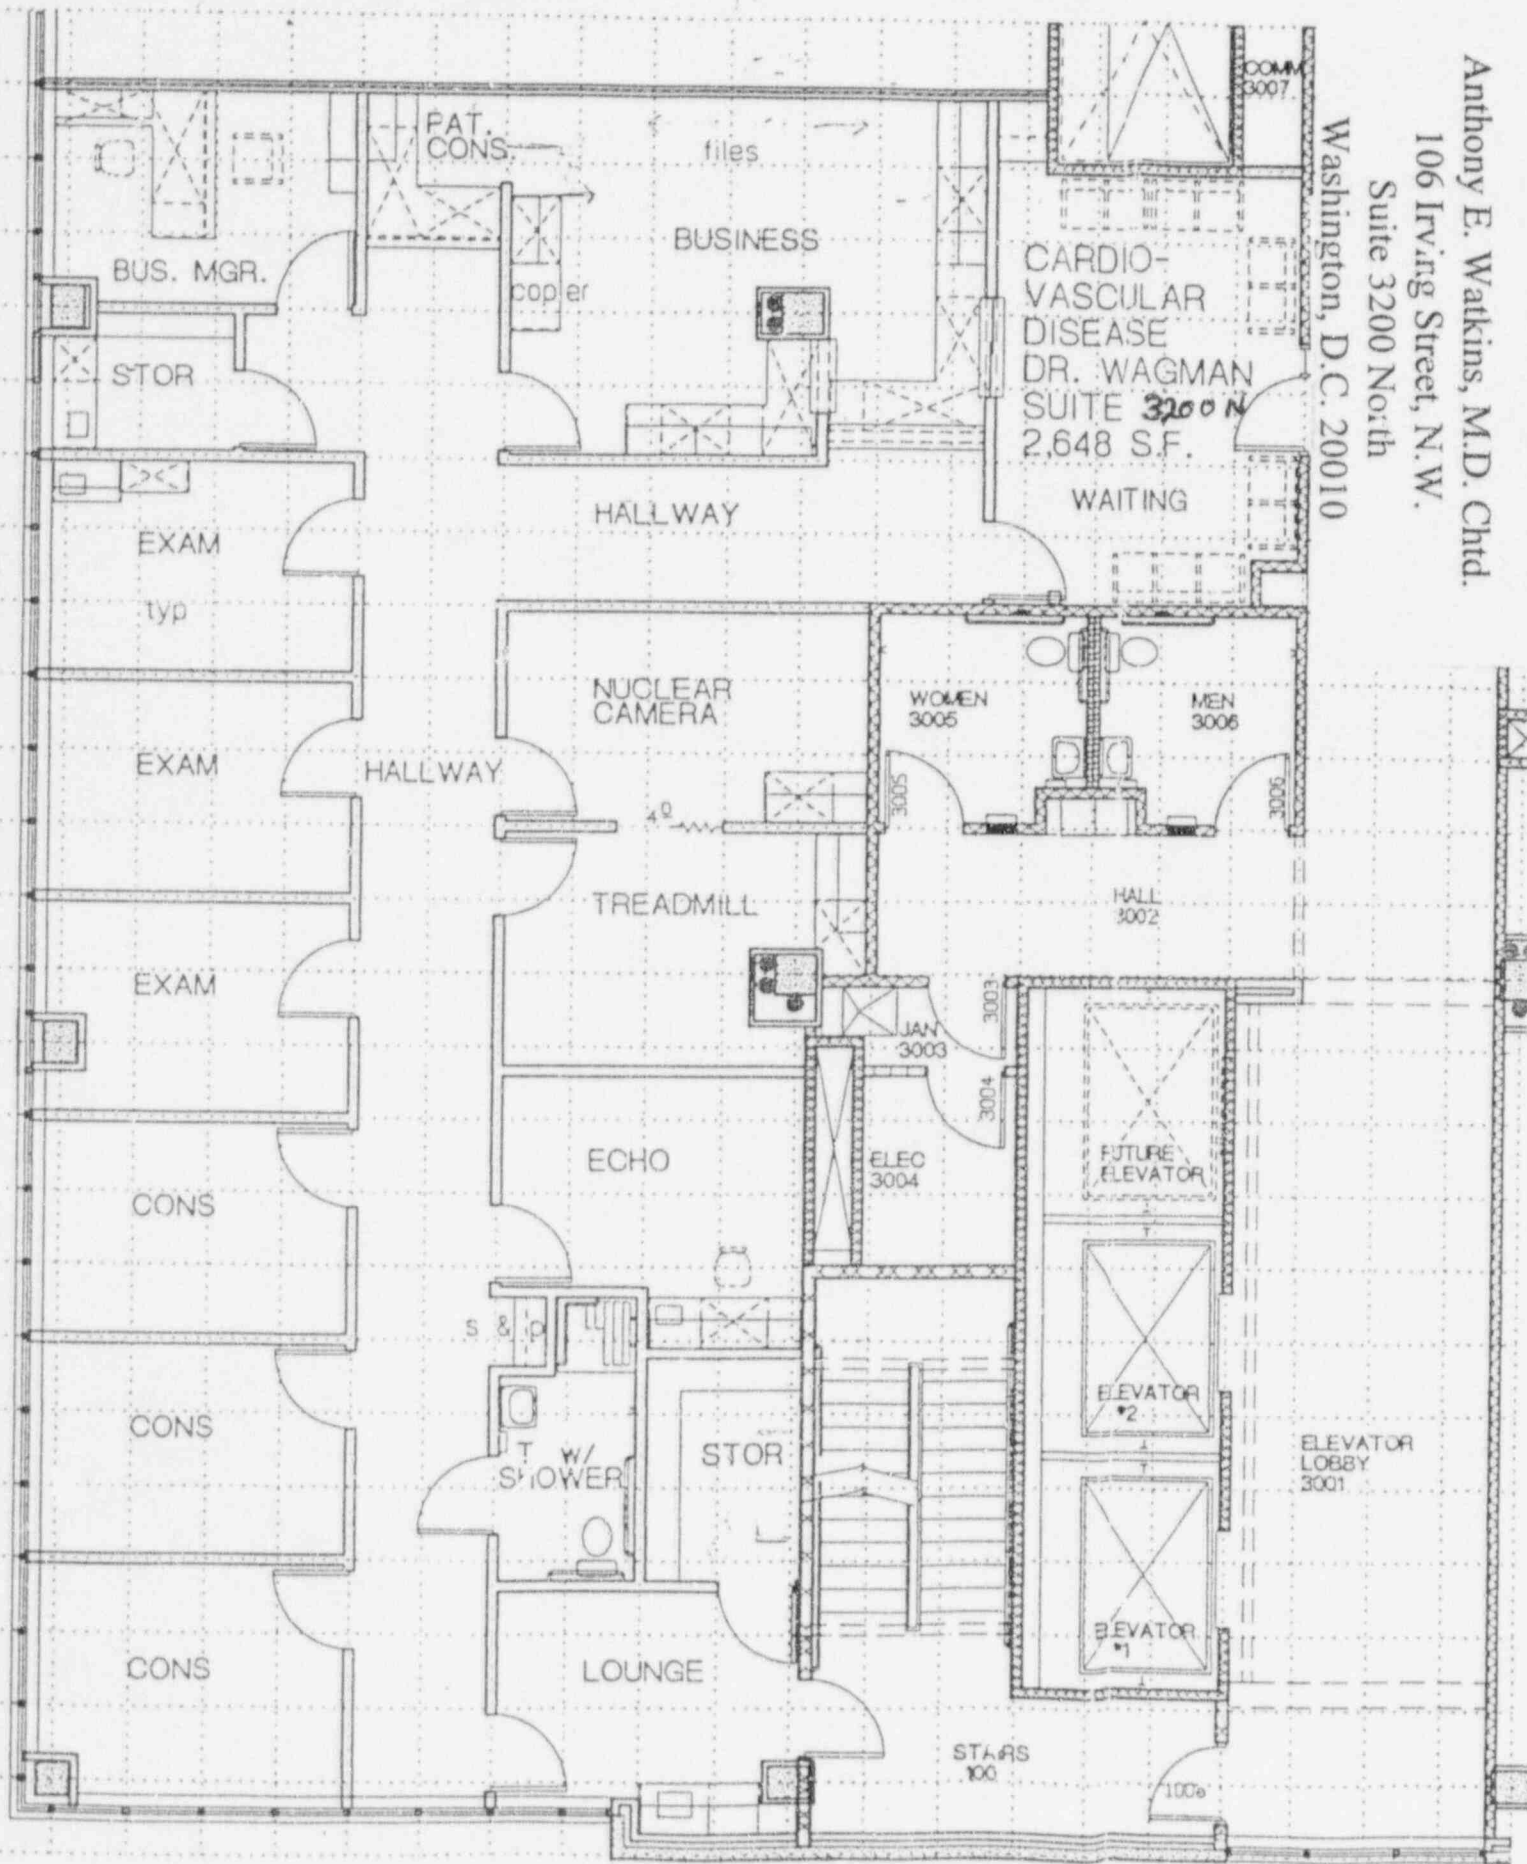 Anthony E. Watkins, M.D. Chtd.
106 Irving Street, N.W.
Suite 3200 North
Washington, D.C. 20010
COMM
3007
PAT.
CONS.
files
BUSINESS
BUS. MGR.
copier
CARDIO-
VASCULAR
DISEASE
DR. WAGMAN
SUITE 3200 N
2,648 S.F.
STOR
WAITING
HALLWAY
EXAM
typ
NUCLEAR
CAMERA
WOMEN
3005
MEN
3006
EXAM
HALLWAY
3005
3006
TREADMILL
HALL
3002
EXAM
3003
JAN
3003
3004
ECHO
ELEC
3004
FUTURE
ELEVATOR
CONS
s & p
ELEVATOR
#2
CONS
T W/
SHOWER
STOR
ELEVATOR
LOBBY
3001
ELEVATOR
#1
CONS
LOUNGE
STAIRS
100